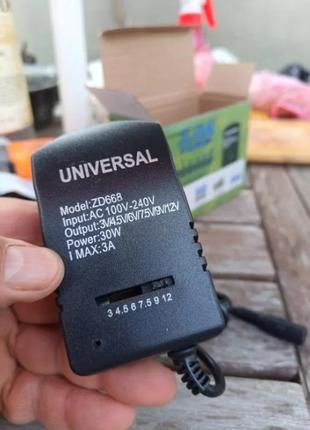 UNIVERSAL
Model:ZD668
Input:AC 100V-240V
Output:3V/4.5V/6V/7.5V/9V/12V
Power:30W
I MAX:3A
3 4.5 6 7.5 9 12